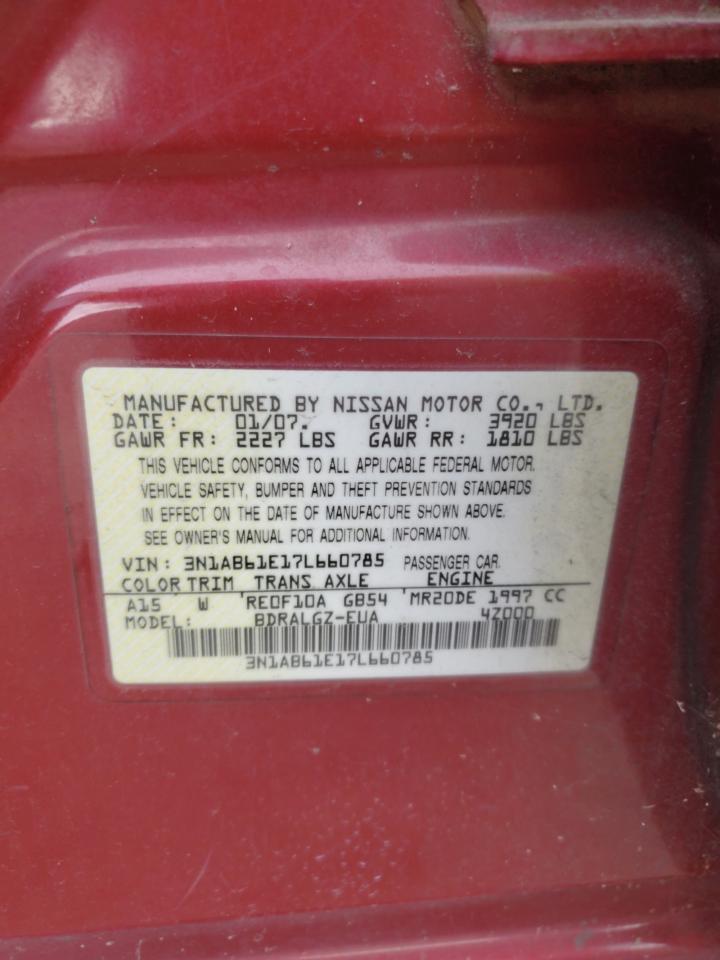 MANUFACTURED BY NISSAN MOTOR CO., LTD.
DATE: 01/07. GVWR: 3920 LBS
GAWR FR: 2227 LBS GAWR RR: 1810 LBS
THIS VEHICLE CONFORMS TO ALL APPLICABLE FEDERAL MOTOR.
VEHICLE SAFETY, BUMPER AND THEFT PREVENTION STANDARDS
IN EFFECT ON THE DATE OF MANUFACTURE SHOWN ABOVE.
SEE OWNER'S MANUAL FOR ADDITIONAL INFORMATION.
VIN: 3N1AB61E17L660785 PASSENGER CAR
COLOR TRIM TRANS AXLE ENGINE
A15 W 'RE0F10A GB54 'MR20DE 1997 CC
MODEL: BDRALGZ-EUA 4Z000
3N1AB61E17L660785